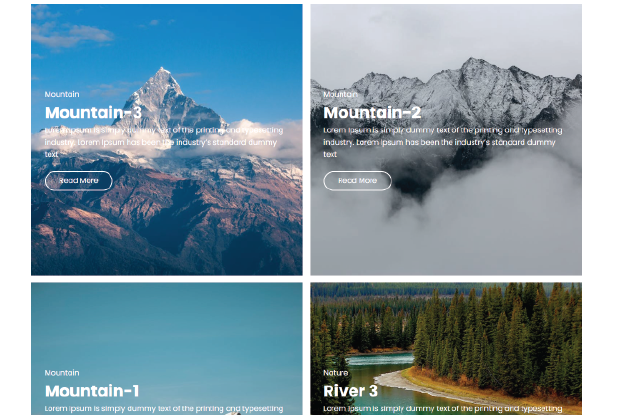 Mountain
Mountain-3
Lorem Ipsum is simply dummy text of the printing and typesetting
industry. Lorem Ipsum has been the industry's standard dummy
text
Read More
Mountain
Mountain-2
Lorem Ipsum is simply dummy text of the printing and typesetting
industry. Lorem Ipsum has been the industry's standard dummy
text
Read More
Mountain
Mountain-1
Lorem Ipsum is simply dummy text of the printing and typesetting
Nature
River 3
Lorem Ipsum is simply dummy text of the printing and typesetting